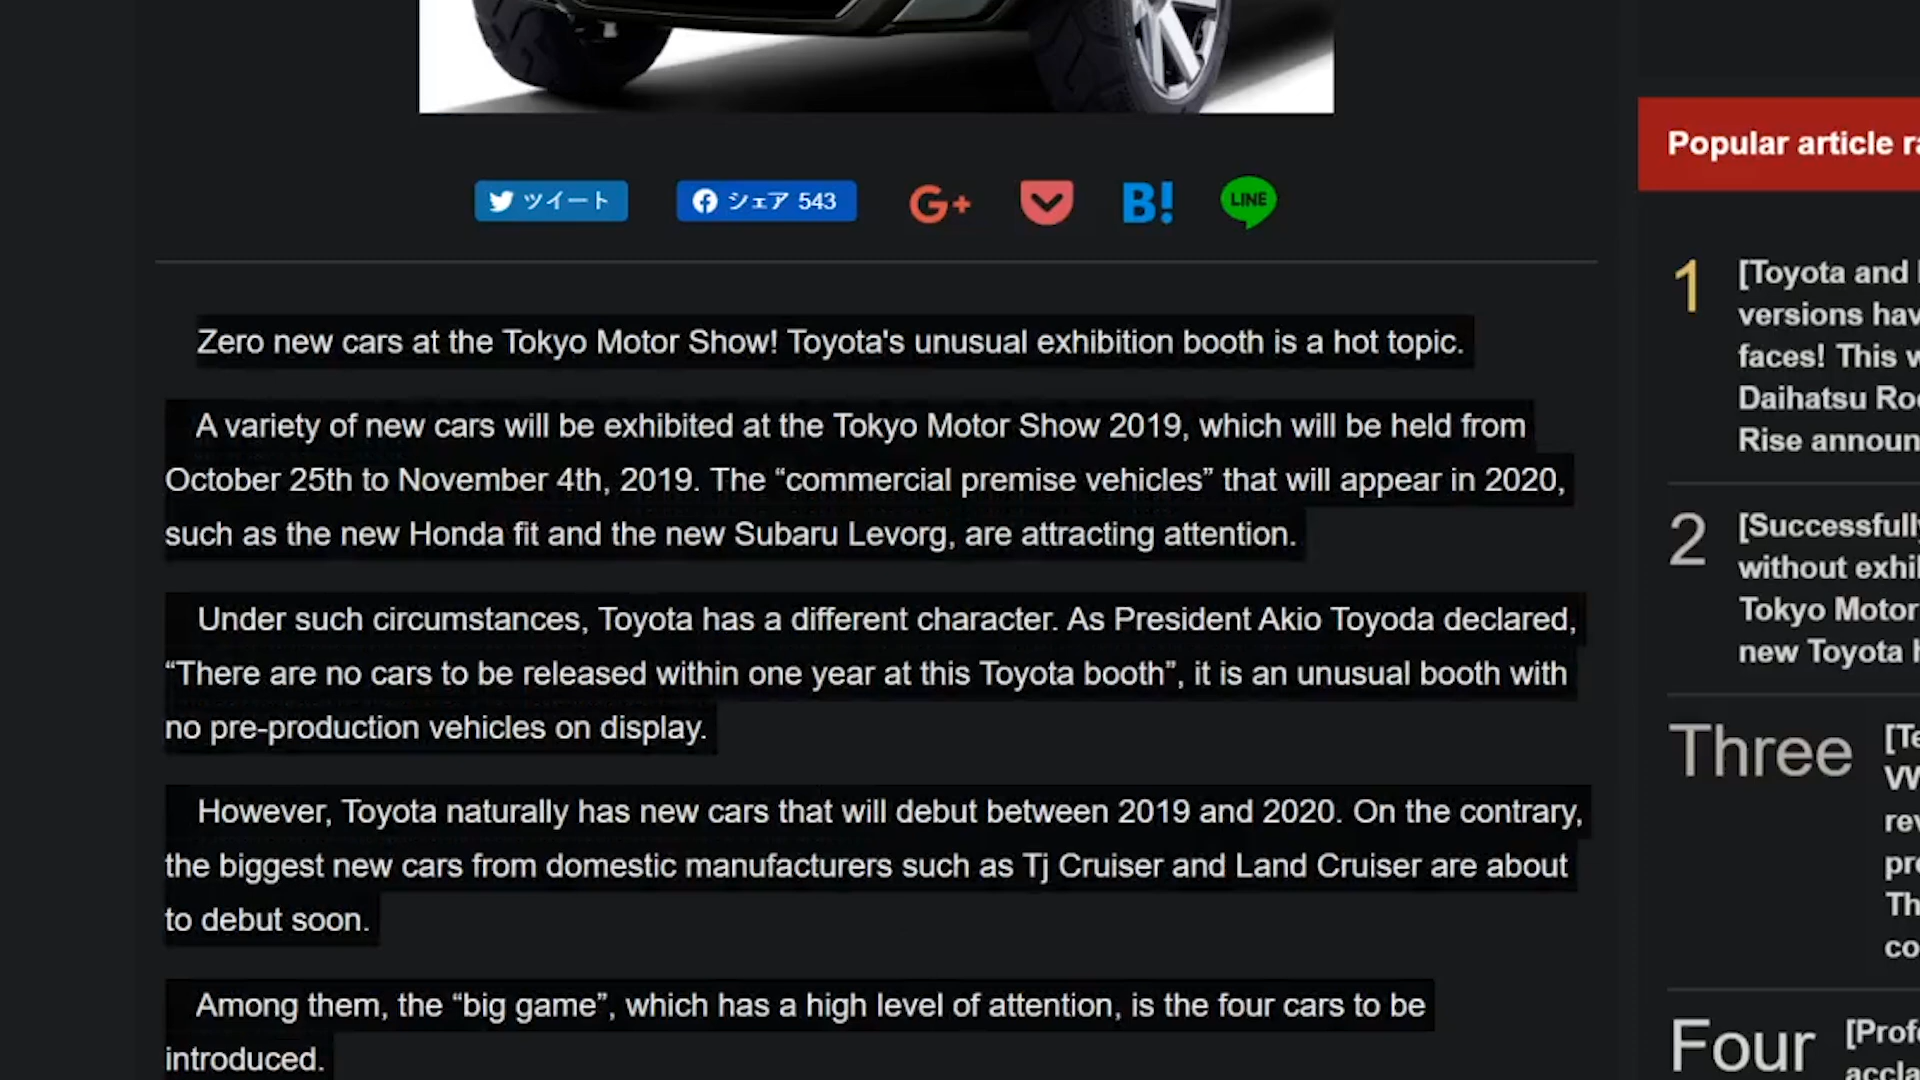 ツイート
シェア 543
G+
B!
LINE
Zero new cars at the Tokyo Motor Show! Toyota's unusual exhibition booth is a hot topic.
A variety of new cars will be exhibited at the Tokyo Motor Show 2019, which will be held from
October 25th to November 4th, 2019. The “commercial premise vehicles” that will appear in 2020,
such as the new Honda fit and the new Subaru Levorg, are attracting attention.
Under such circumstances, Toyota has a different character. As President Akio Toyoda declared,
“There are no cars to be released within one year at this Toyota booth”, it is an unusual booth with
no pre-production vehicles on display.
However, Toyota naturally has new cars that will debut between 2019 and 2020. On the contrary,
the biggest new cars from domestic manufacturers such as Tj Cruiser and Land Cruiser are about
to debut soon.
Among them, the “big game”, which has a high level of attention, is the four cars to be
introduced.
Popular article
1
[Toyota and
versions
faces! This
Daihatsu
Rise
2
without
Tokyo Motor
new Toyota
Three
VW
Four